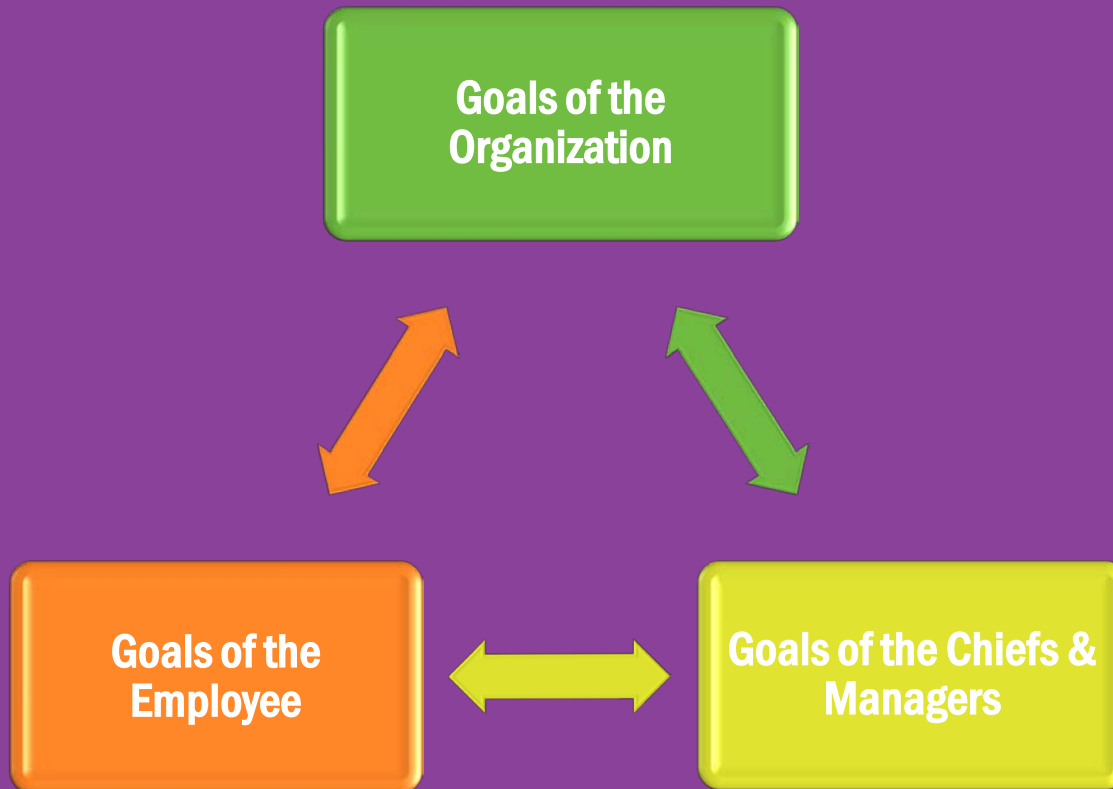 Goals of the
Organization
Goals of the
Employee
Goals of the Chiefs &
Managers